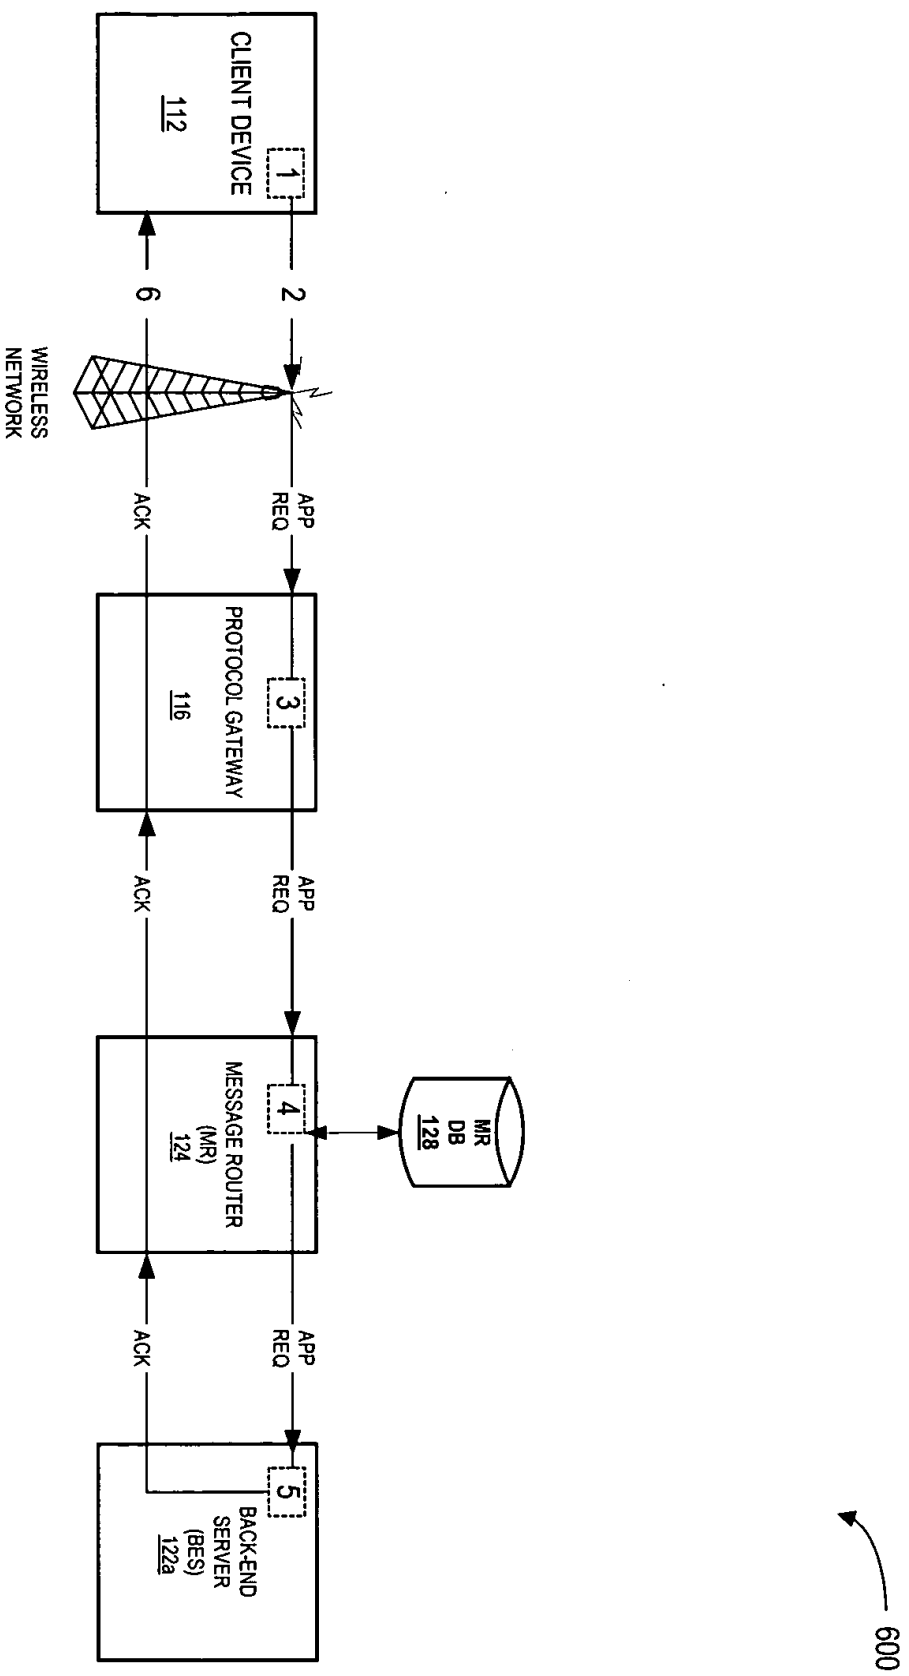 600
MR
DB
128
1
CLIENT DEVICE
112
2
6
WIRELESS
NETWORK
APP
REQ
ACK
3
PROTOCOL GATEWAY
116
APP
REQ
ACK
4
MESSAGE ROUTER
(MR)
124
APP
REQ
ACK
5
BACK-END
SERVER
(BES)
122a